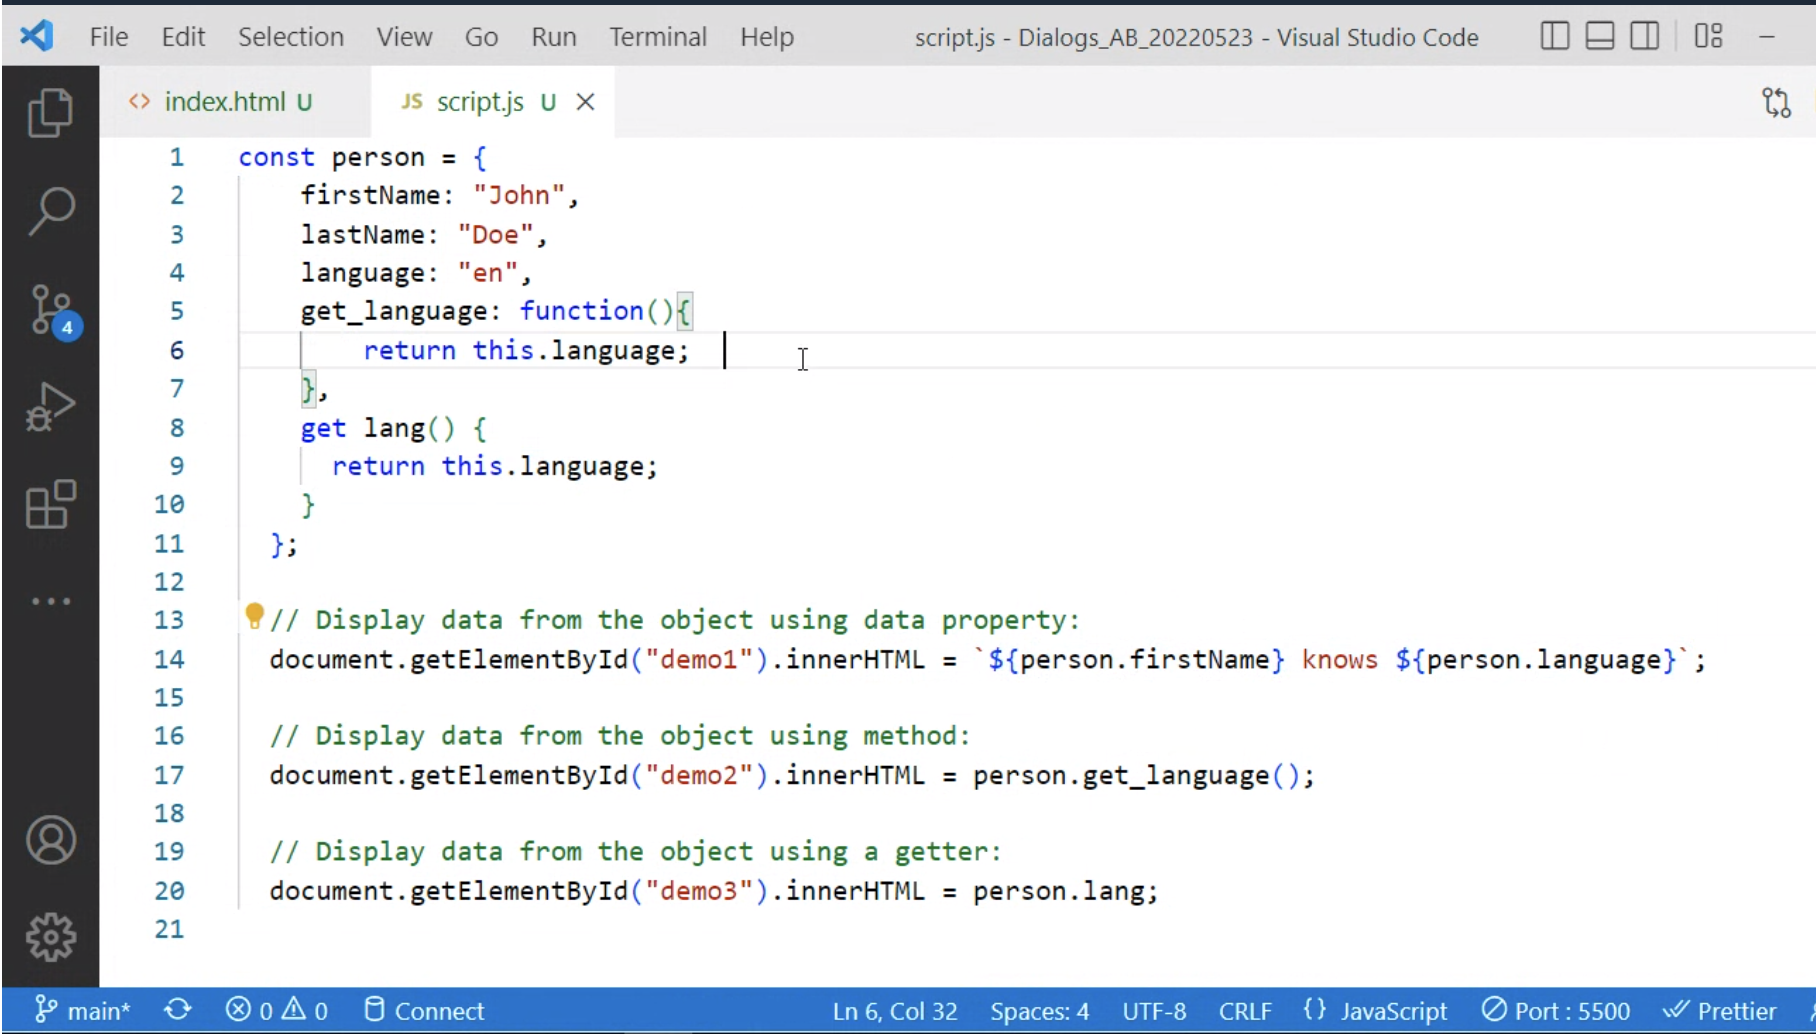 File Edit Selection View Go Run Terminal Help script.js - Dialogs_AB_20220523 - Visual Studio Code
<> index.html U JS script.js U
1 const person = {
2 firstName: "John",
3 lastName: "Doe",
4 language: "en",
5 get_language: function(){
6 return this.language;
7 },
8 get lang() {
9 return this.language;
10 }
11 };
12
13 // Display data from the object using data property:
14 document.getElementById("demo1").innerHTML = `${person.firstName} knows ${person.language}`;
15
16 // Display data from the object using method:
17 document.getElementById("demo2").innerHTML = person.get_language();
18
19 // Display data from the object using a getter:
20 document.getElementById("demo3").innerHTML = person.lang;
21
4
main* 0 0 Connect Ln 6, Col 32 Spaces: 4 UTF-8 CRLF {} JavaScript Port : 5500 Prettier